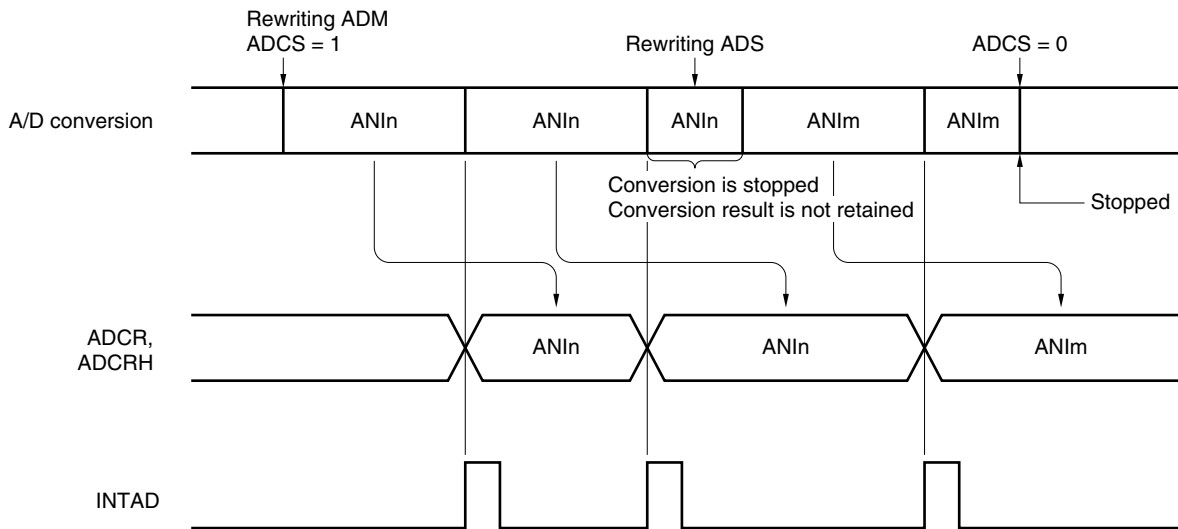 Rewriting ADM
ADCS = 1
Rewriting ADS
ADCS = 0
A/D conversion
ANIn
ANIn
ANIn
ANIm
ANIm
Conversion is stopped
Conversion result is not retained
Stopped
ADCR,
ADCRH
ANIn
ANIn
ANIm
INTAD